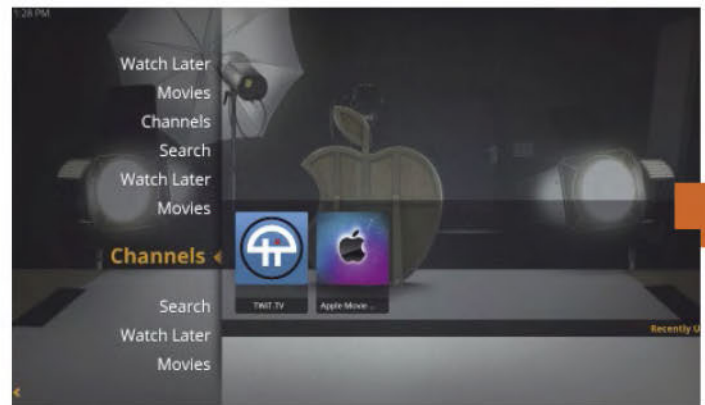 1:28 PM
Watch Later
Movies
Channels
Search
Watch Later
Movies
Channels
TWiT.TV
Apple Movie ...
Search
Watch Later
Movies
Recently U